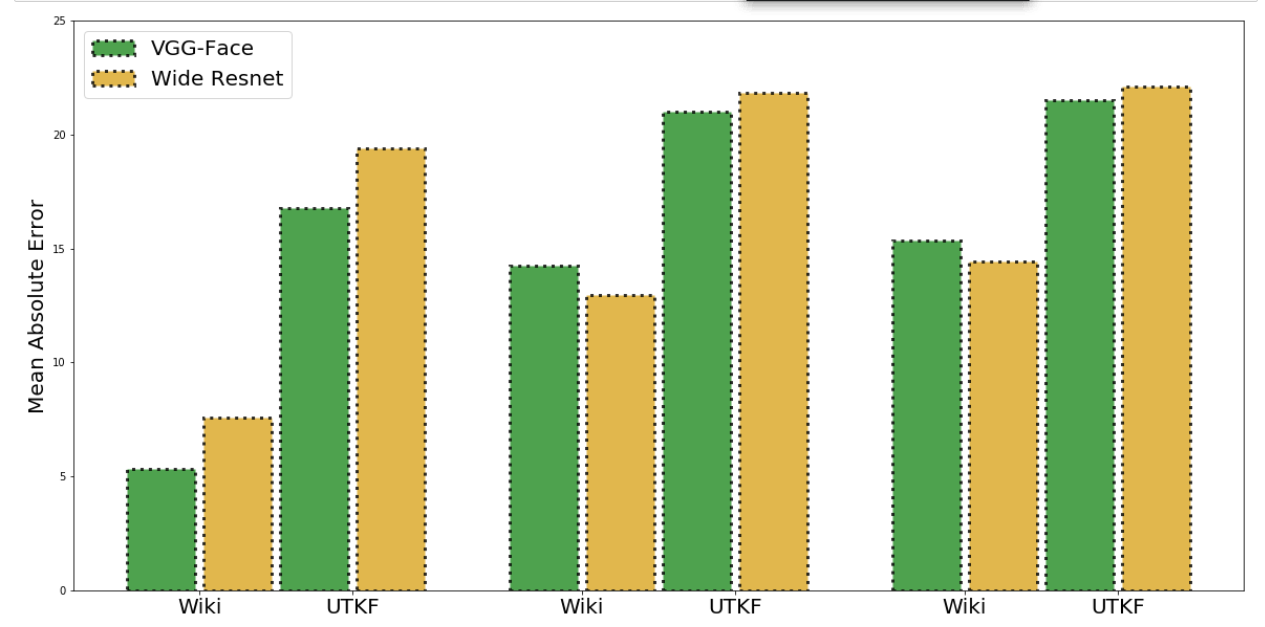 25
VGG-Face
Wide Resnet
20
15
10
5
0
Mean Absolute Error
Wiki UTKF Wiki UTKF Wiki UTKF